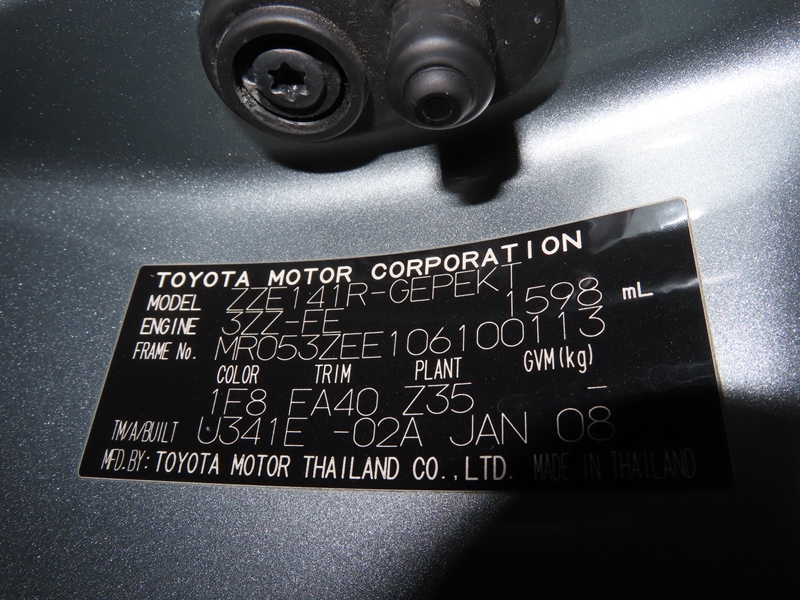 TOYOTA MOTOR CORPORATION
MODEL ZZE141R-GEPEKT
ENGINE 3ZZ-FE 1598 mL
FRAME No. MR053ZEE106100113
COLOR TRIM PLANT GVM(kg)
1E8 FA40 Z35 –
TM/A/BUILT U341E -02A JAN 08
MFD.BY: TOYOTA MOTOR THAILAND CO.,LTD. MADE IN THAILAND